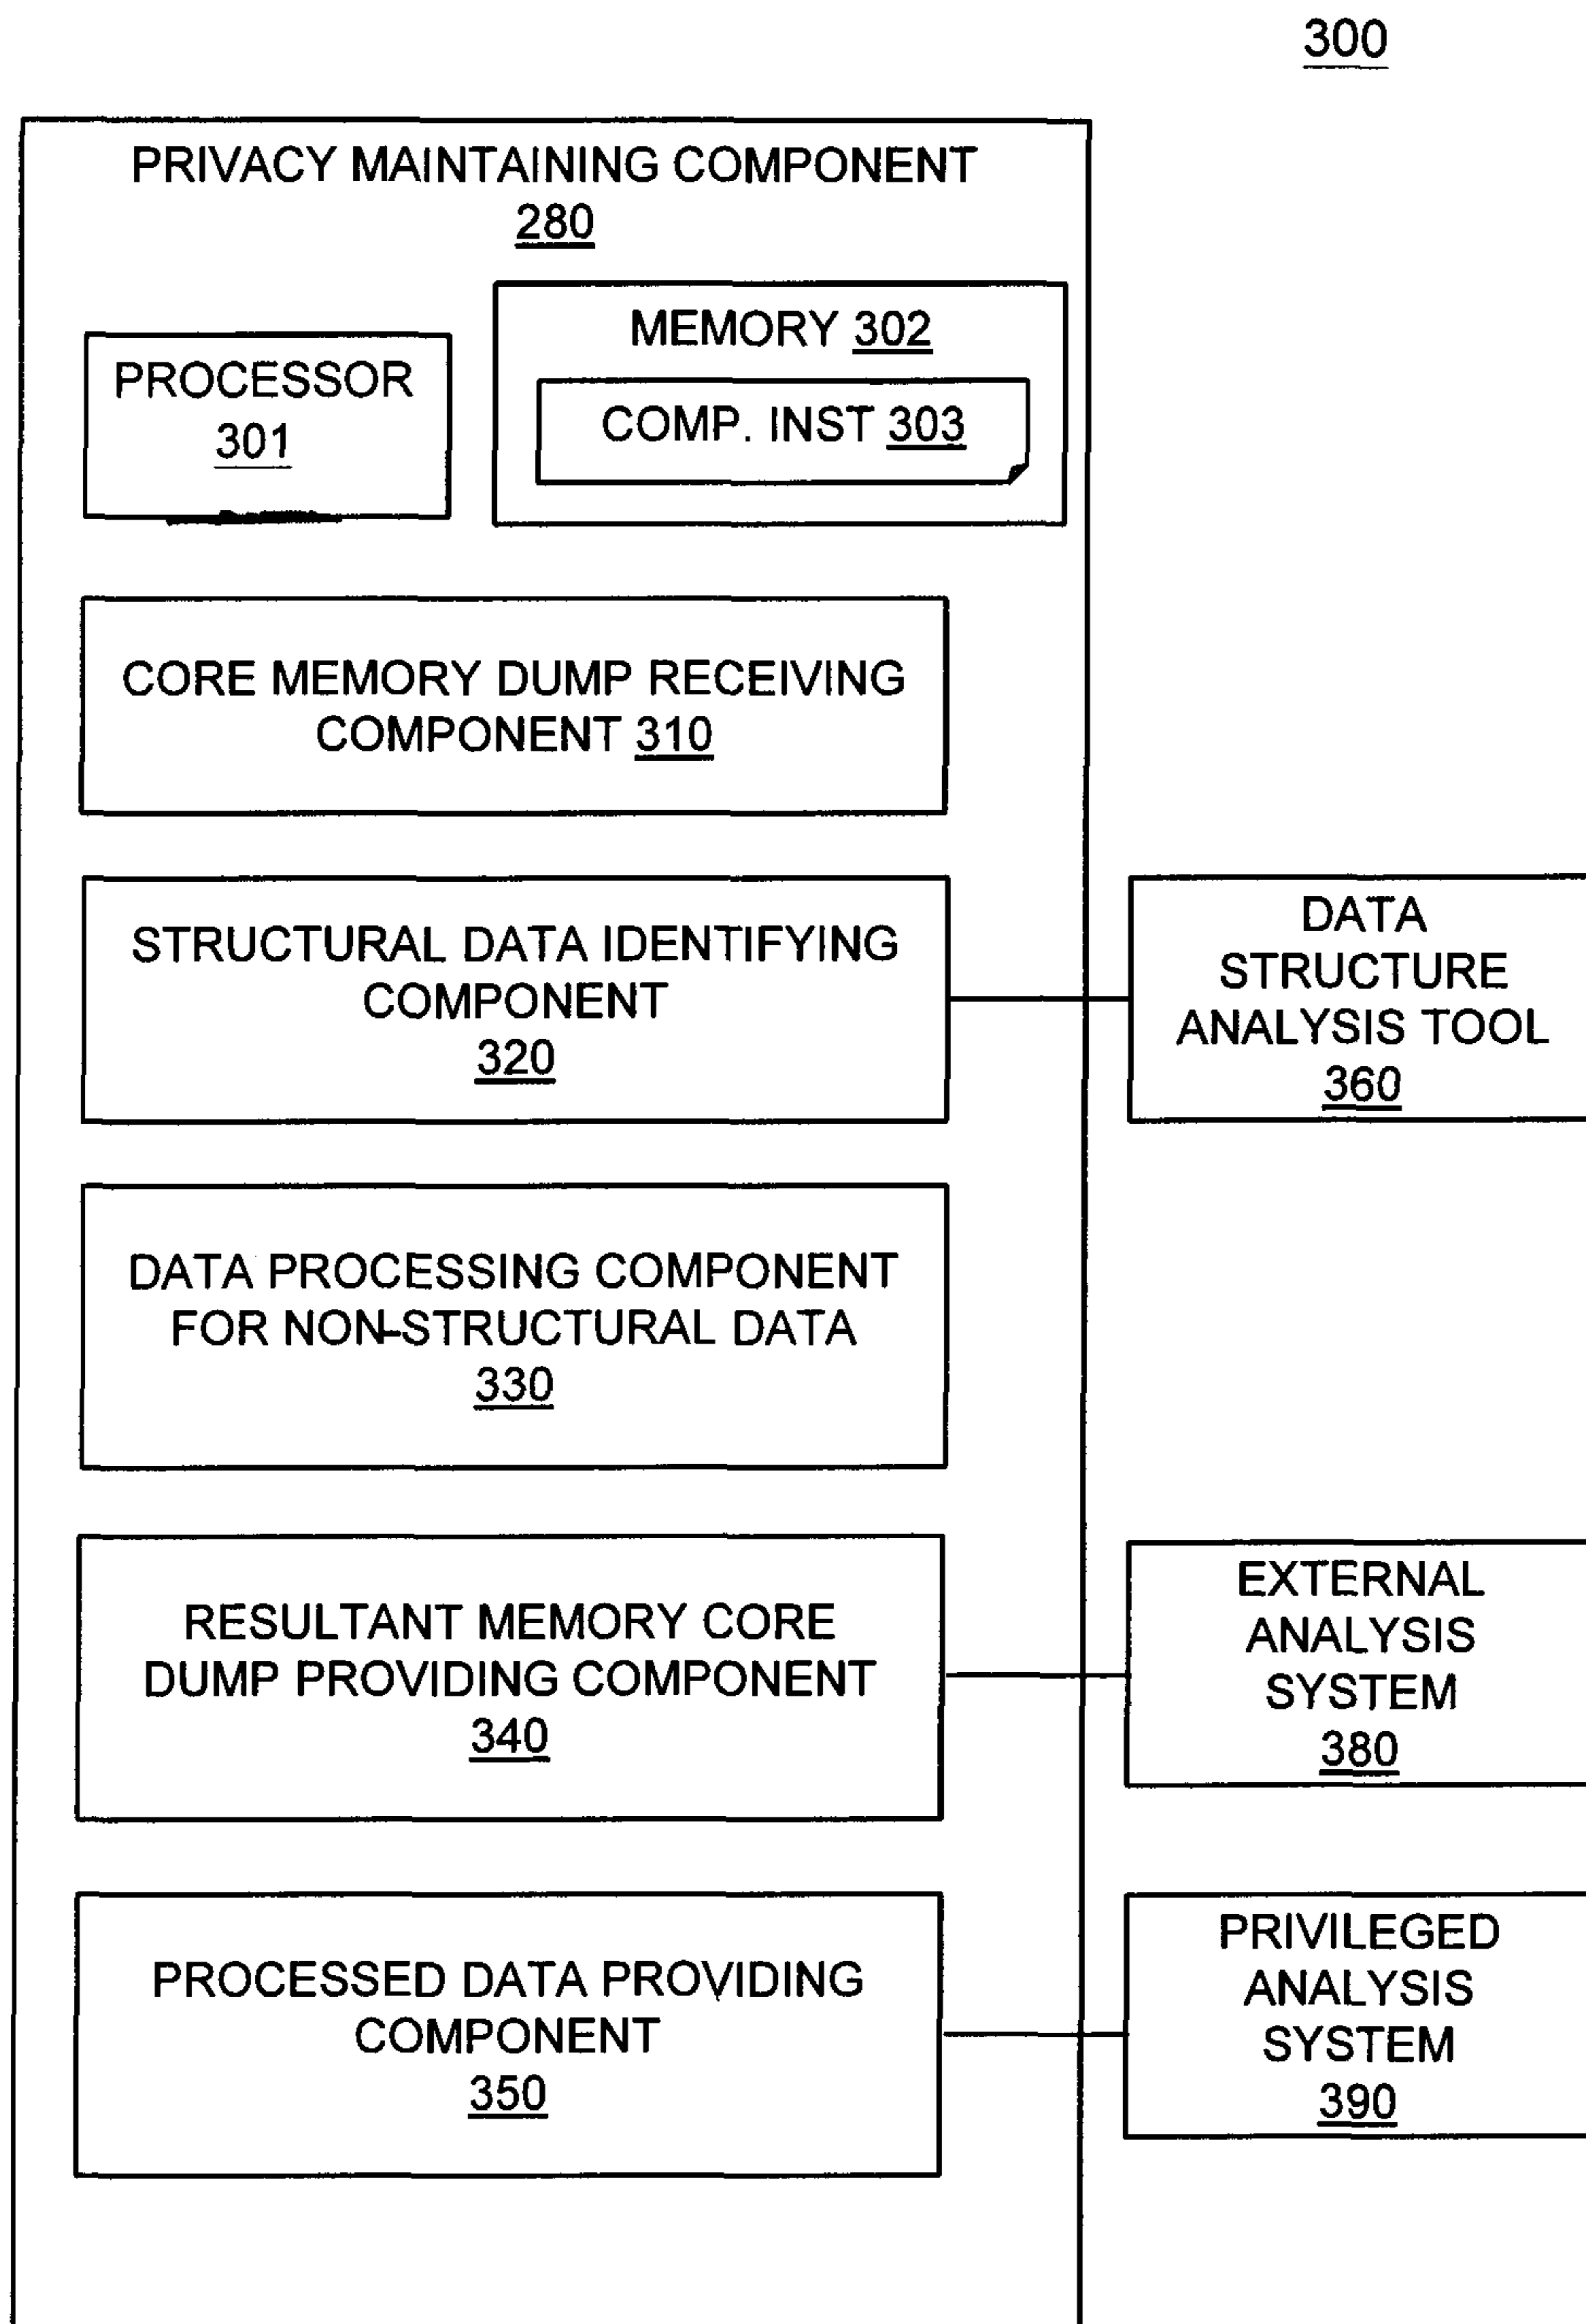 300
PRIVACY MAINTAINING COMPONENT
280
MEMORY 302
PROCESSOR
301
COMP. INST 303
CORE MEMORY DUMP RECEIVING
COMPONENT 310
STRUCTURAL DATA IDENTIFYING
COMPONENT
320
DATA
STRUCTURE
ANALYSIS TOOL
360
DATA PROCESSING COMPONENT
FOR NON-STRUCTURAL DATA
330
RESULTANT MEMORY CORE
DUMP PROVIDING COMPONENT
340
EXTERNAL
ANALYSIS
SYSTEM
380
PROCESSED DATA PROVIDING
COMPONENT
350
PRIVILEGED
ANALYSIS
SYSTEM
390